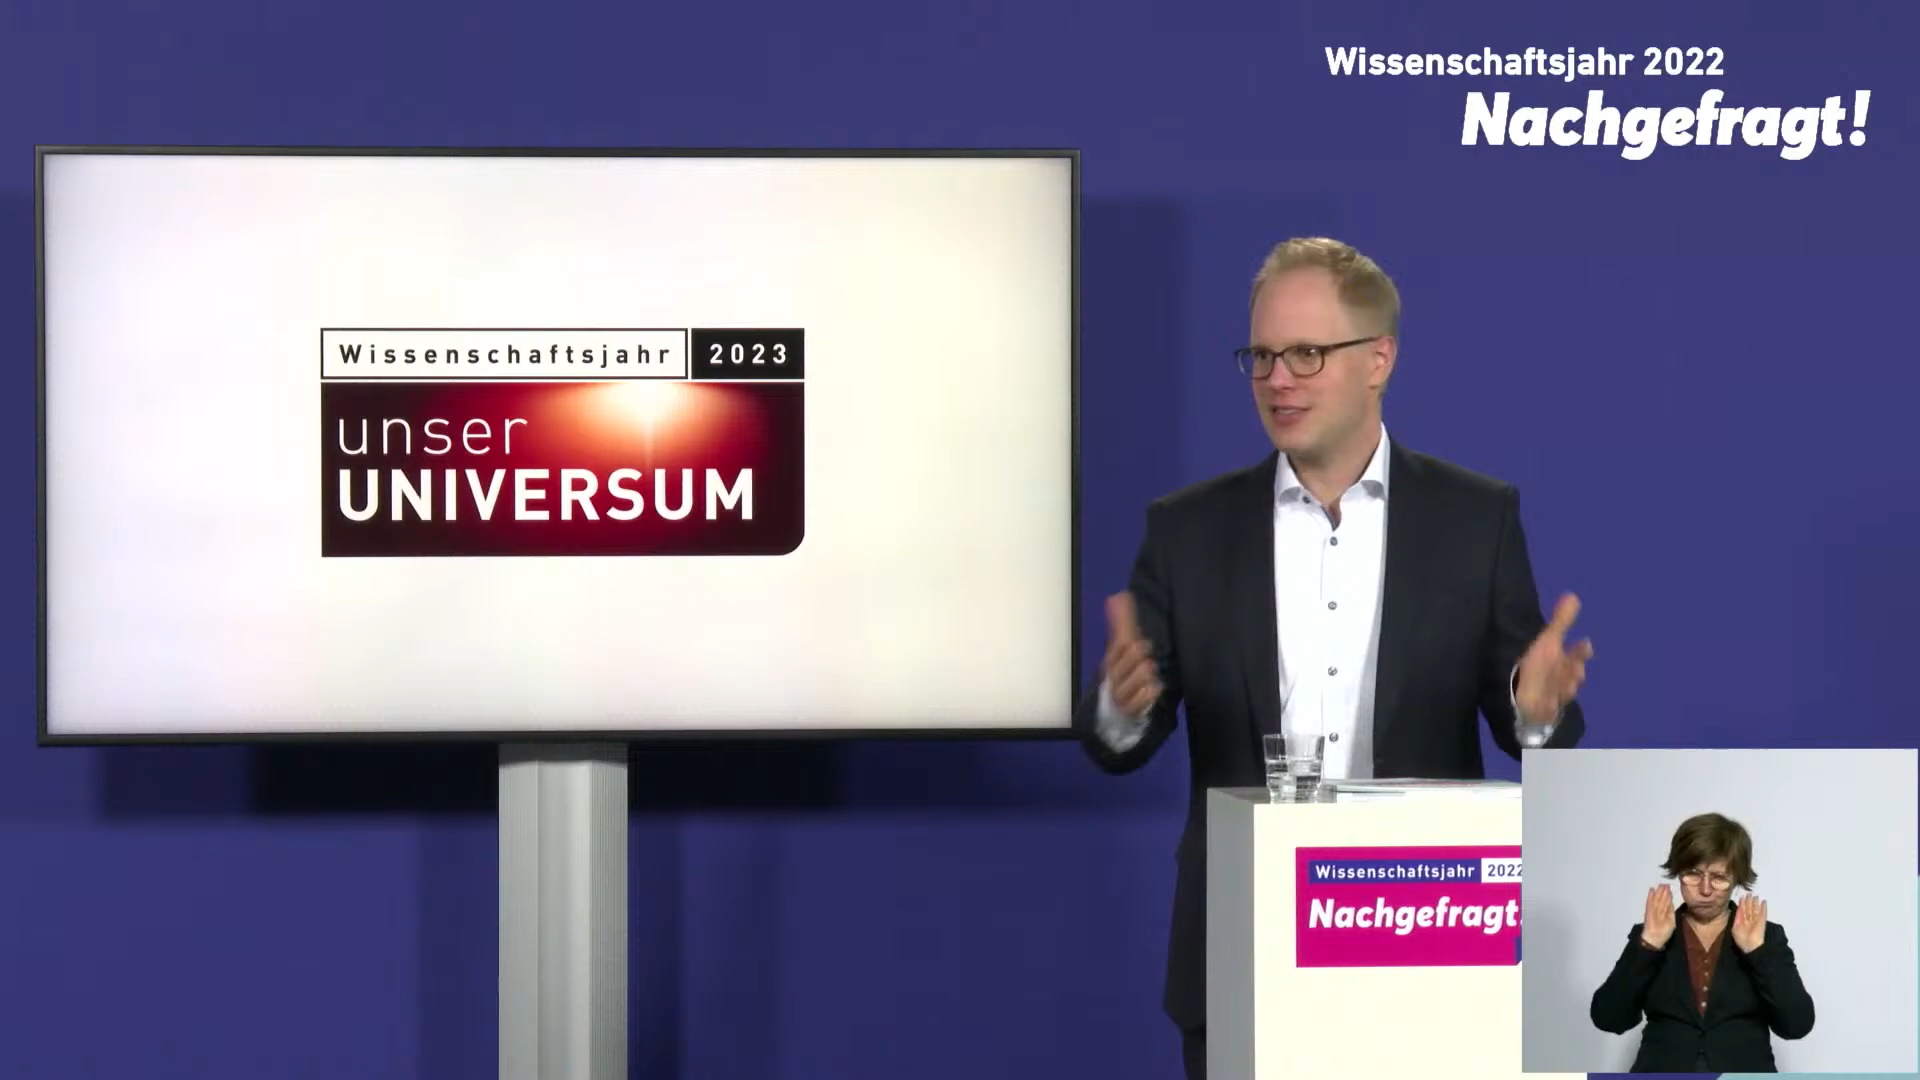 Wissenschaftsjahr 2022
Nachgefragt!
Wissenschaftsjahr 2023
unser
UNIVERSUM
Wissenschaftsjahr 2022
Nachgefragt!